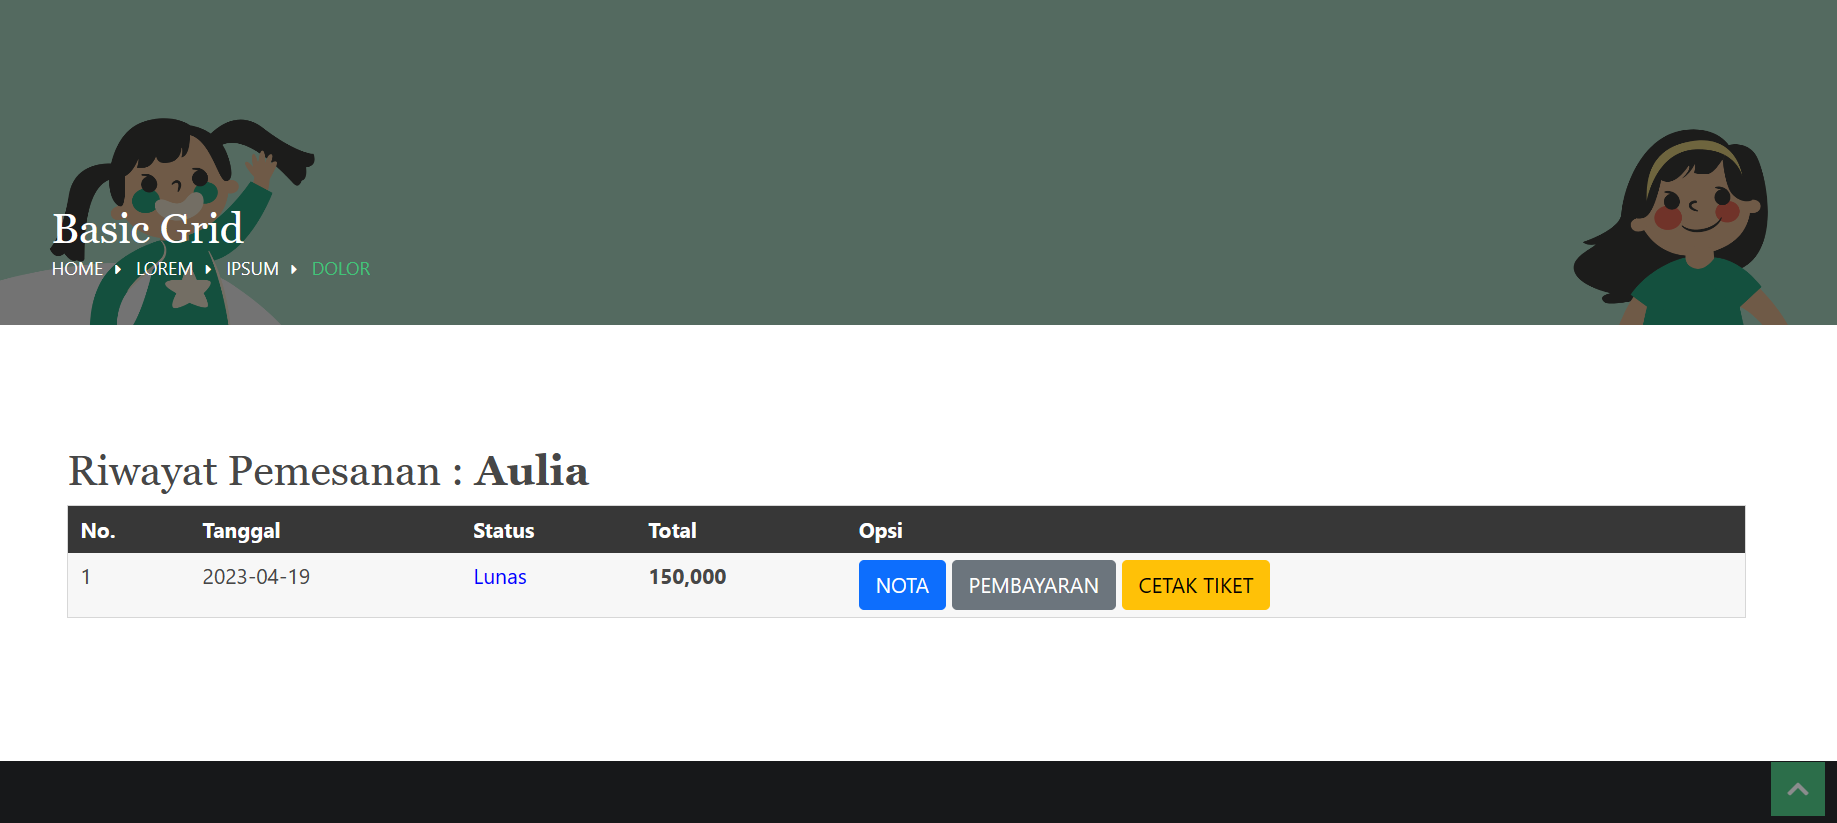 Basic Grid
HOME LOREM IPSUM DOLOR
Riwayat Pemesanan : Aulia
No. Tanggal Status Total Opsi
1 2023-04-19 Lunas 150,000 NOTA PEMBAYARAN CETAK TIKET